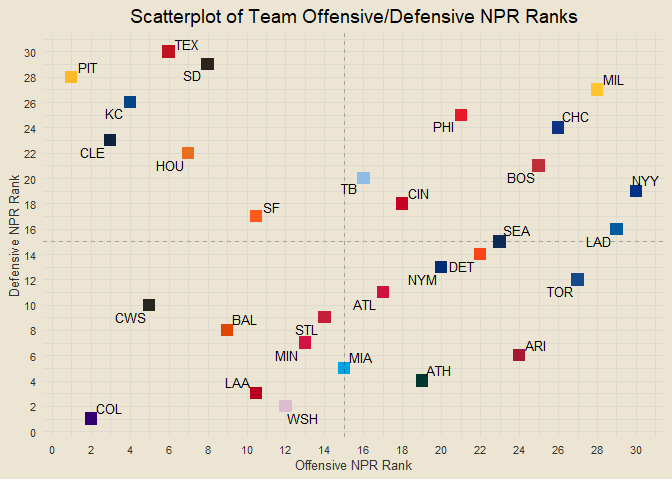 Scatterplot of Team Offensive/Defensive NPR Ranks
Defensive NPR Rank
30
28
26
24
22
20
18
16
14
12
10
8
6
4
2
0
TEX
PIT
SD
MIL
KC
PHI
CHC
CLE
HOU
BOS
TB
NYY
CIN
SF
SEA
LAD
DET
NYM
TOR
ATL
CWS
BAL
STL
MIN
MIA
ARI
ATH
LAA
COL
WSH
0 2 4 6 8 10 12 14 16 18 20 22 24 26 28 30
Offensive NPR Rank